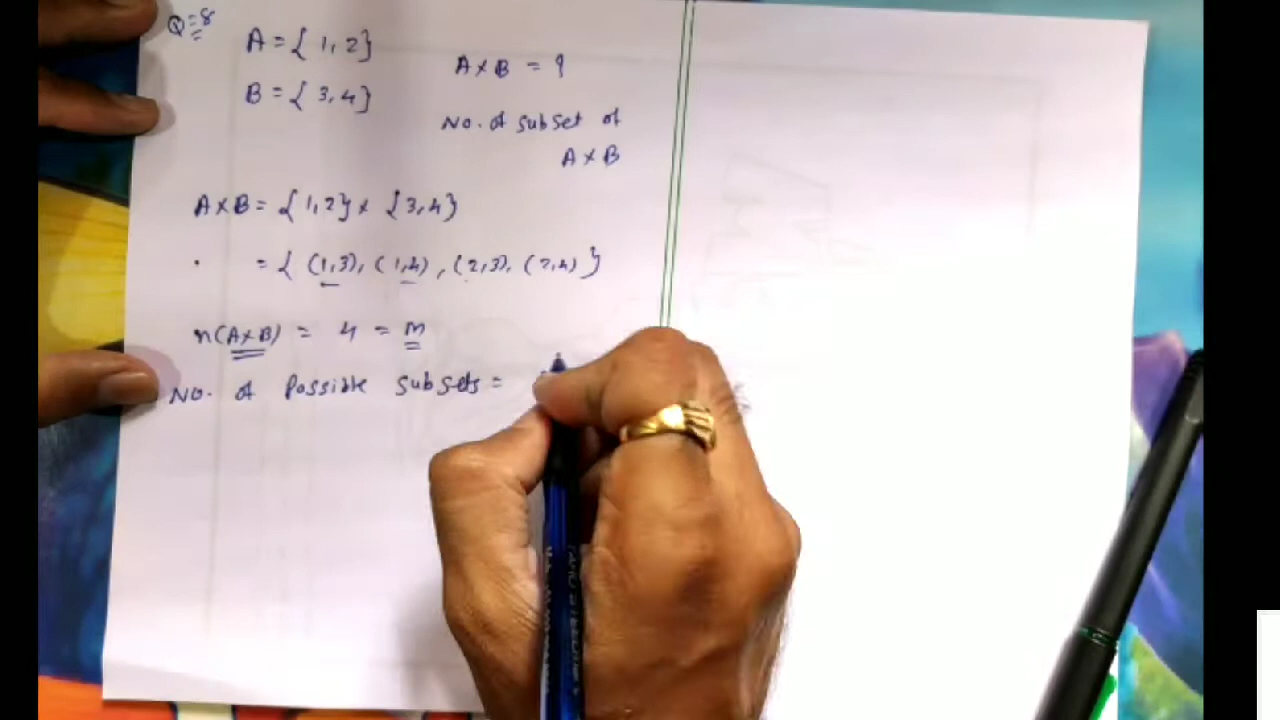 Q=8
A = { 1, 2}
B = { 3, 4}
A × B = ?
No. of subset of
A × B
A×B = {1,2} × {3,4}
= { (1,3), (1,4), (2,3), (2,4) }
n(A×B) = 4 = m
No. of Possible subsets =